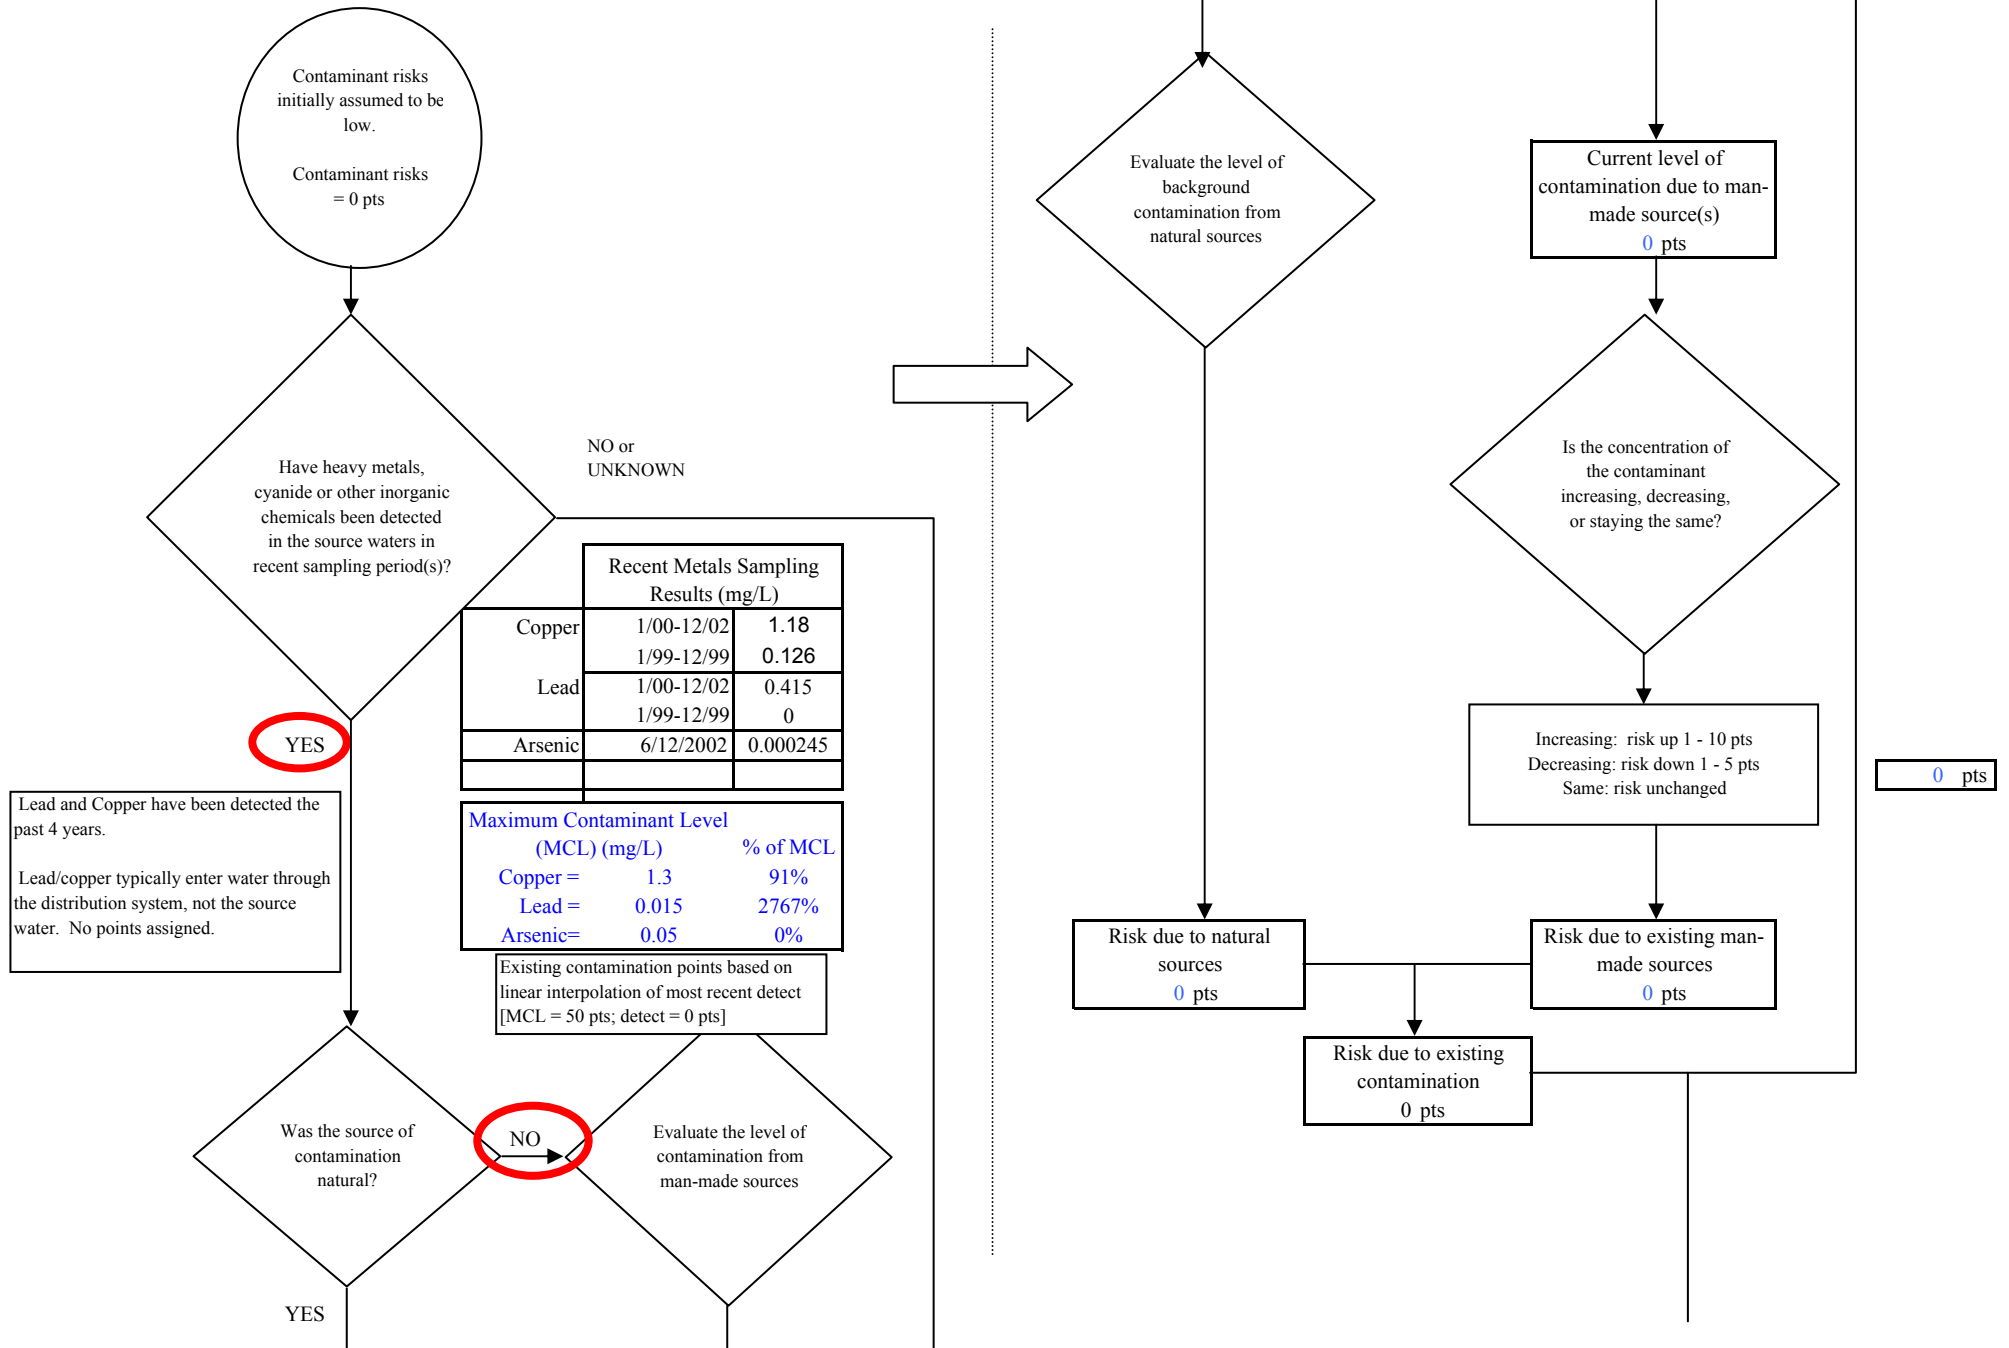 Contaminant risks
initially assumed to be
low.
Contaminant risks
= 0 pts
Have heavy metals,
cyanide or other inorganic
chemicals been detected
in the source waters in
recent sampling period(s)?
NO or
UNKNOWN
YES
Recent Metals Sampling
Results (mg/L)
Copper 1/00-12/02 1.18
1/99-12/99 0.126
Lead 1/00-12/02 0.415
1/99-12/99 0
Arsenic 6/12/2002 0.000245
Lead and Copper have been detected the
past 4 years.
Lead/copper typically enter water through
the distribution system, not the source
water.  No points assigned.
Maximum Contaminant Level
(MCL) (mg/L) % of MCL
Copper = 1.3 91%
Lead = 0.015 2767%
Arsenic= 0.05 0%
Existing contamination points based on
linear interpolation of most recent detect
[MCL = 50 pts; detect = 0 pts]
Was the source of
contamination
natural?
NO
Evaluate the level of
contamination from
man-made sources
YES
Evaluate the level of
background
contamination from
natural sources
Current level of
contamination due to man-
made source(s)
0 pts
Is the concentration of
the contaminant
increasing, decreasing,
or staying the same?
Increasing:  risk up 1 - 10 pts
Decreasing: risk down 1 - 5 pts
Same: risk unchanged
0 pts
Risk due to natural
sources
0 pts
Risk due to existing man-
made sources
0 pts
Risk due to existing
contamination
0 pts